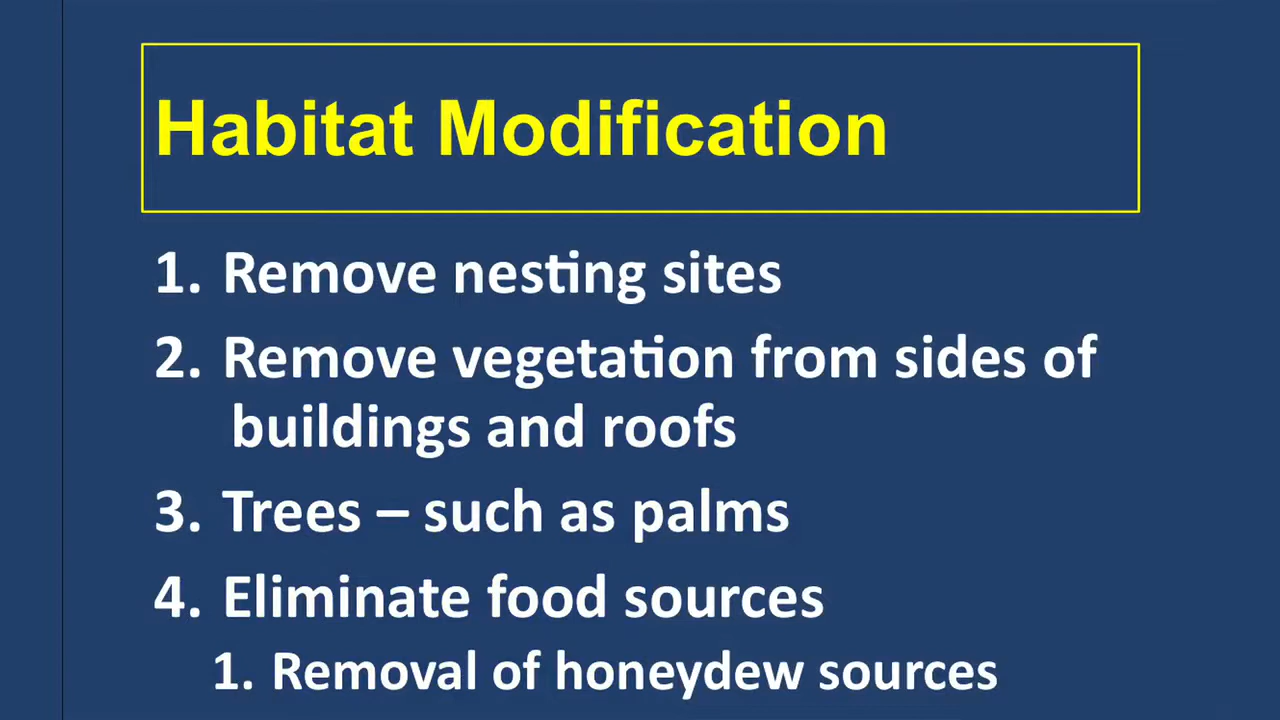 Habitat Modification
1. Remove nesting sites
2. Remove vegetation from sides of
buildings and roofs
3. Trees – such as palms
4. Eliminate food sources
1. Removal of honeydew sources